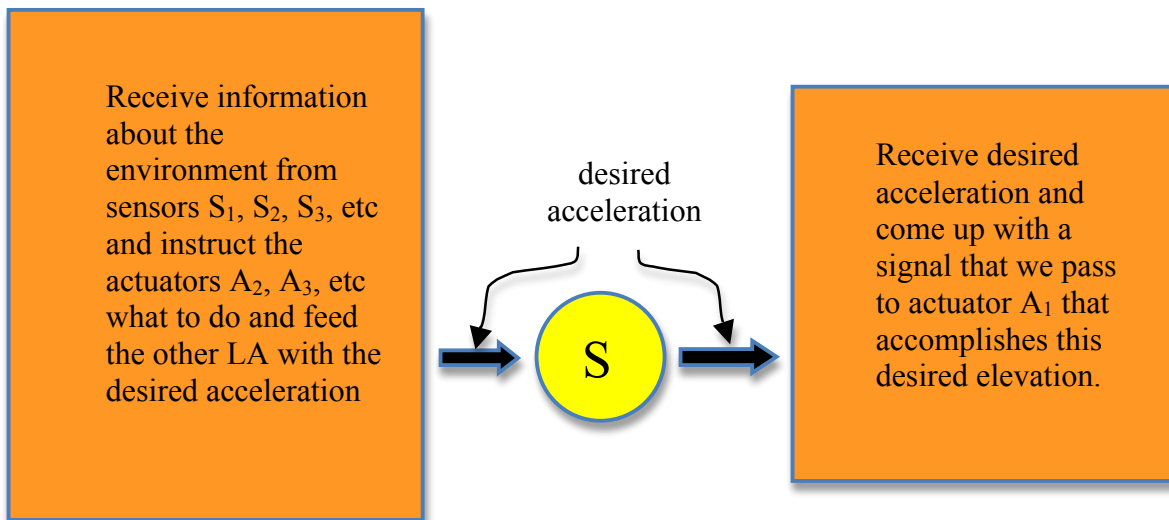 Receive information
about the
environment from
sensors S₁, S₂, S₃, etc
and instruct the
actuators A₂, A₃, etc
what to do and feed
the other LA with the
desired acceleration
desired
acceleration
S
Receive desired
acceleration and
come up with a
signal that we pass
to actuator A₁ that
accomplishes this
desired elevation.